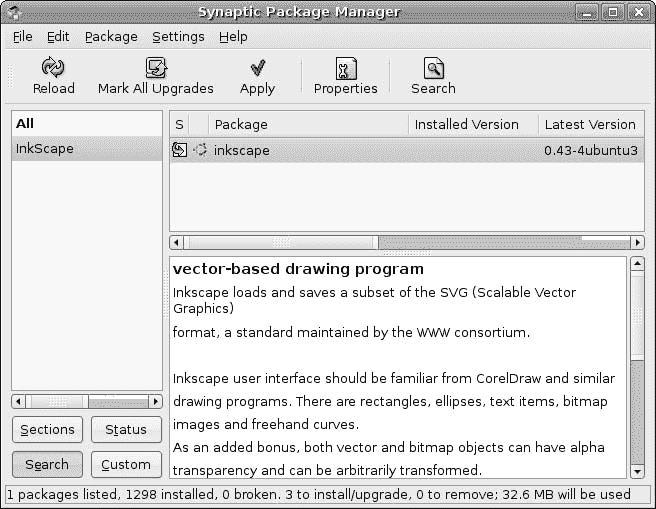 Synaptic Package Manager
File Edit Package Settings Help
Reload Mark All Upgrades Apply Properties Search
All
InkScape
S Package Installed Version Latest Version
inkscape 0.43-4ubuntu3
vector-based drawing program
Inkscape loads and saves a subset of the SVG (Scalable Vector
Graphics)
format, a standard maintained by the WWW consortium.
Inkscape user interface should be familiar from CorelDraw and similar
drawing programs. There are rectangles, ellipses, text items, bitmap
images and freehand curves.
As an added bonus, both vector and bitmap objects can have alpha
transparency and can be arbitrarily transformed.
Sections Status
Search Custom
1 packages listed, 1298 installed, 0 broken. 3 to install/upgrade, 0 to remove; 32.6 MB will be used